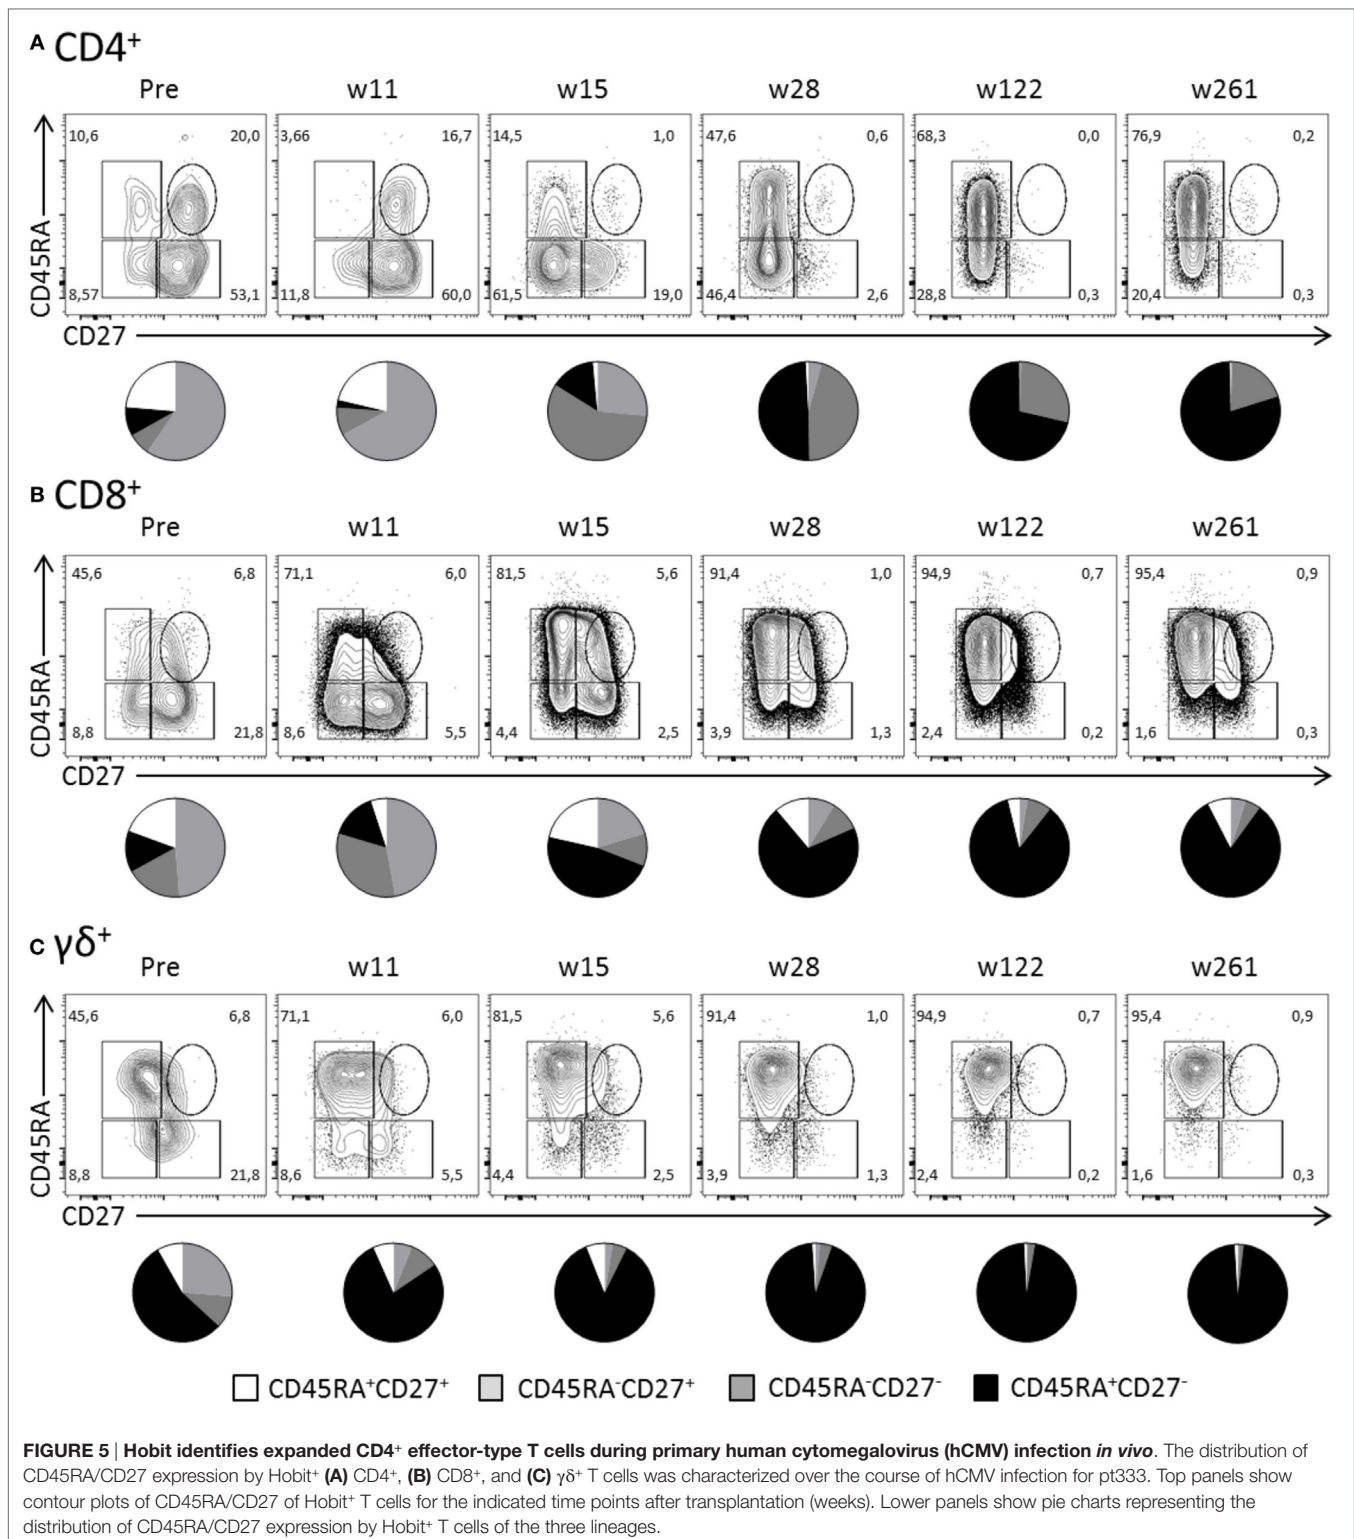 A CD4⁺
Pre w11 w15 w28 w122 w261
10,6 20,0 3,66 16,7 14,5 1,0 47,6 0,6 68,3 0,0 76,9 0,2
CD45RA
8,57 53,1 11,8 60,0 61,5 19,0 46,4 2,6 28,8 0,3 20,4 0,3
CD27
B CD8⁺
Pre w11 w15 w28 w122 w261
45,6 6,8 71,1 6,0 81,5 5,6 91,4 1,0 94,9 0,7 95,4 0,9
CD45RA
8,8 21,8 8,6 5,5 4,4 2,5 3,9 1,3 2,4 0,2 1,6 0,3
CD27
C γδ⁺
Pre w11 w15 w28 w122 w261
45,6 6,8 71,1 6,0 81,5 5,6 91,4 1,0 94,9 0,7 95,4 0,9
CD45RA
8,8 21,8 8,6 5,5 4,4 2,5 3,9 1,3 2,4 0,2 1,6 0,3
CD27
CD45RA⁺CD27⁺ CD45RA⁻CD27⁺ CD45RA⁻CD27⁻ CD45RA⁺CD27⁻
FIGURE 5 | Hobit identifies expanded CD4⁺ effector-type T cells during primary human cytomegalovirus (hCMV) infection in vivo. The distribution of
CD45RA/CD27 expression by Hobit⁺ (A) CD4⁺, (B) CD8⁺, and (C) γδ⁺ T cells was characterized over the course of hCMV infection for pt333. Top panels show
contour plots of CD45RA/CD27 of Hobit⁺ T cells for the indicated time points after transplantation (weeks). Lower panels show pie charts representing the
distribution of CD45RA/CD27 expression by Hobit⁺ T cells of the three lineages.